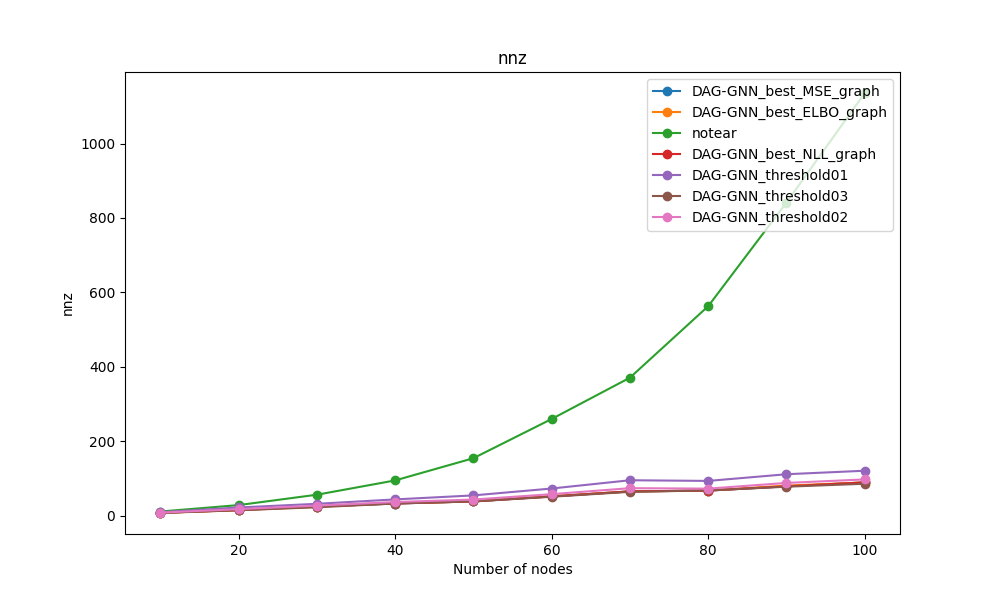 nnz
DAG-GNN_best_MSE_graph
DAG-GNN_best_ELBO_graph
notear
DAG-GNN_best_NLL_graph
DAG-GNN_threshold01
DAG-GNN_threshold03
DAG-GNN_threshold02
nnz
1000
800
600
400
200
0
20 40 60 80 100
Number of nodes